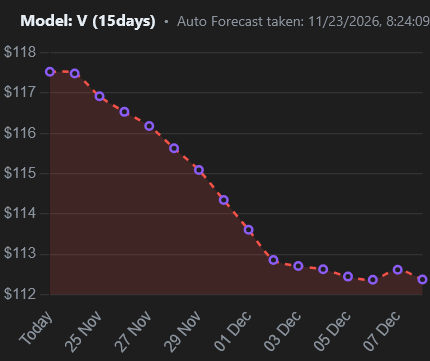 Model: V (15days) • Auto Forecast taken: 11/23/2026, 8:24:09
$118
$117
$116
$115
$114
$113
$112
Today
25 Nov
27 Nov
29 Nov
01 Dec
03 Dec
05 Dec
07 Dec